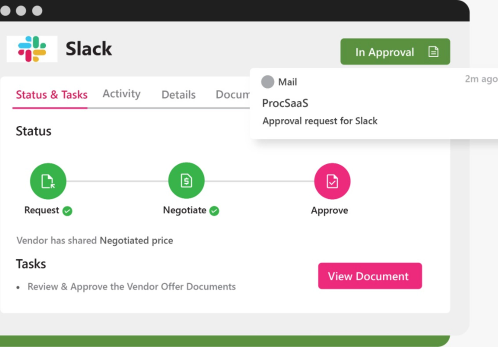 Slack
In Approval
Mail
2m ago
ProcSaaS
Approval request for Slack
Status & Tasks
Activity
Details
Docum
Status
Request
Negotiate
Approve
Vendor has shared Negotiated price
Tasks
Review & Approve the Vendor Offer Documents
View Document